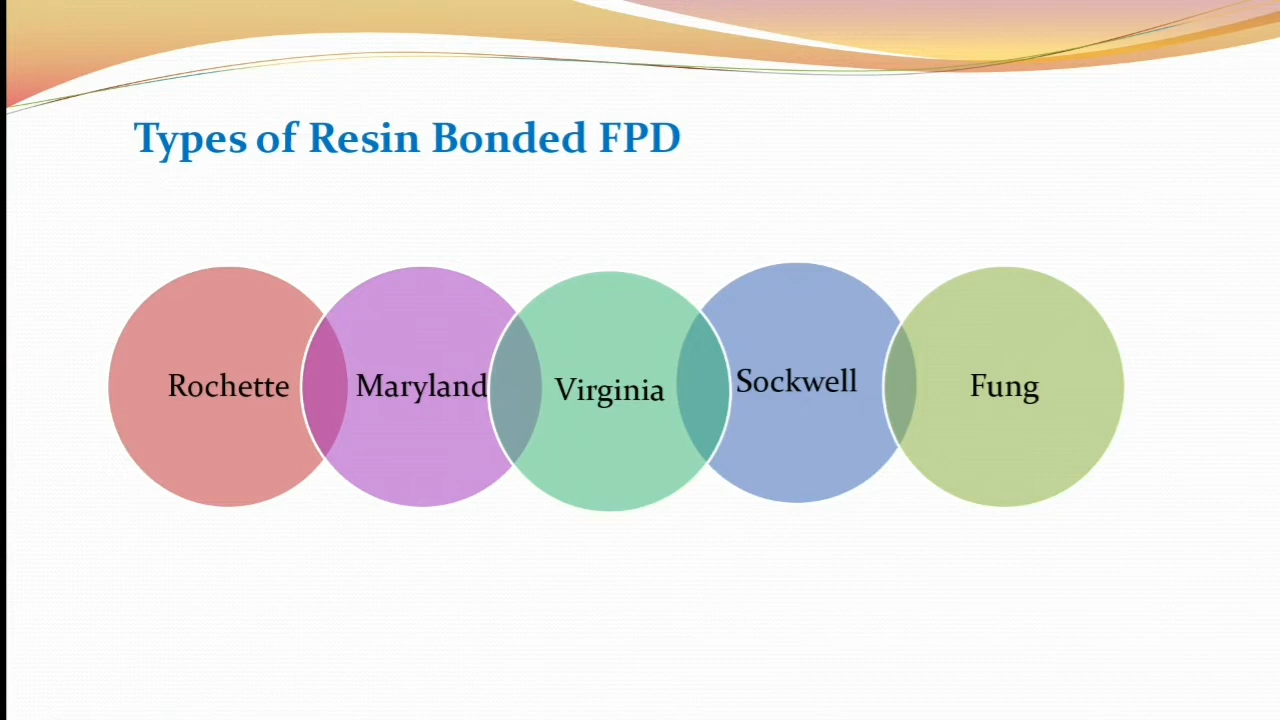 Types of Resin Bonded FPD
Rochette
Maryland
Virginia
Sockwell
Fung